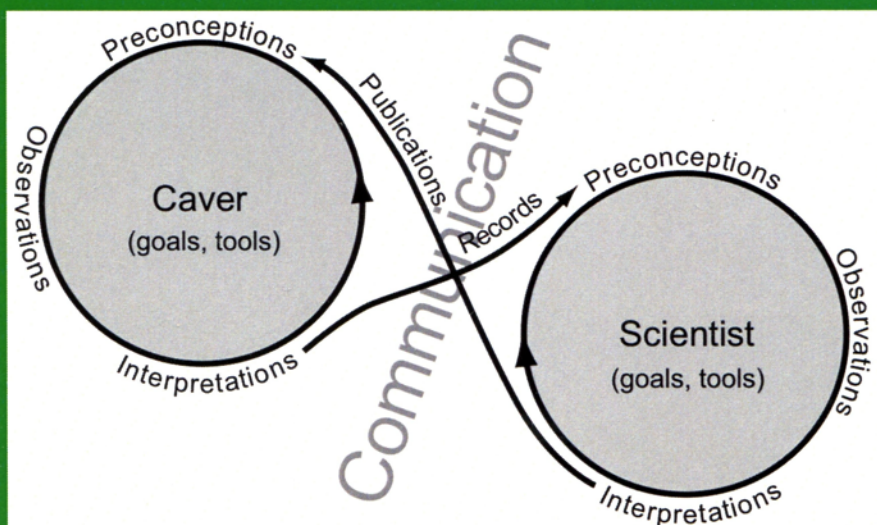 Preconceptions
Observations
Caver
(goals, tools)
Interpretations
Publications
Communication
Records
Preconceptions
Observations
Scientist
(goals, tools)
Interpretations